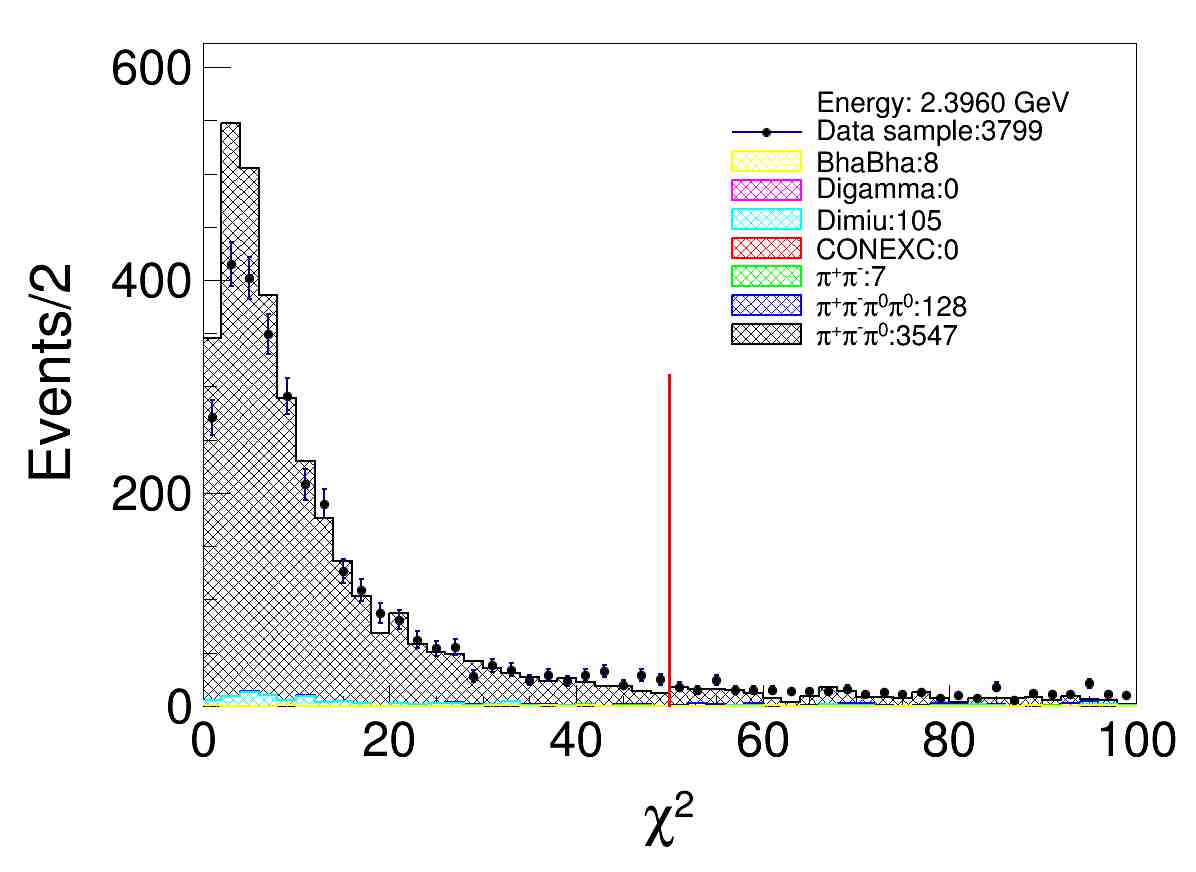 600
400
200
0
Events/2
Energy: 2.3960 GeV
Data sample:3799
BhaBha:8
Digamma:0
Dimiu:105
CONEXC:0
π⁺π⁻:7
π⁺π⁻π⁰π⁰:128
π⁺π⁻π⁰:3547
0 20 40 60 80 100
χ²